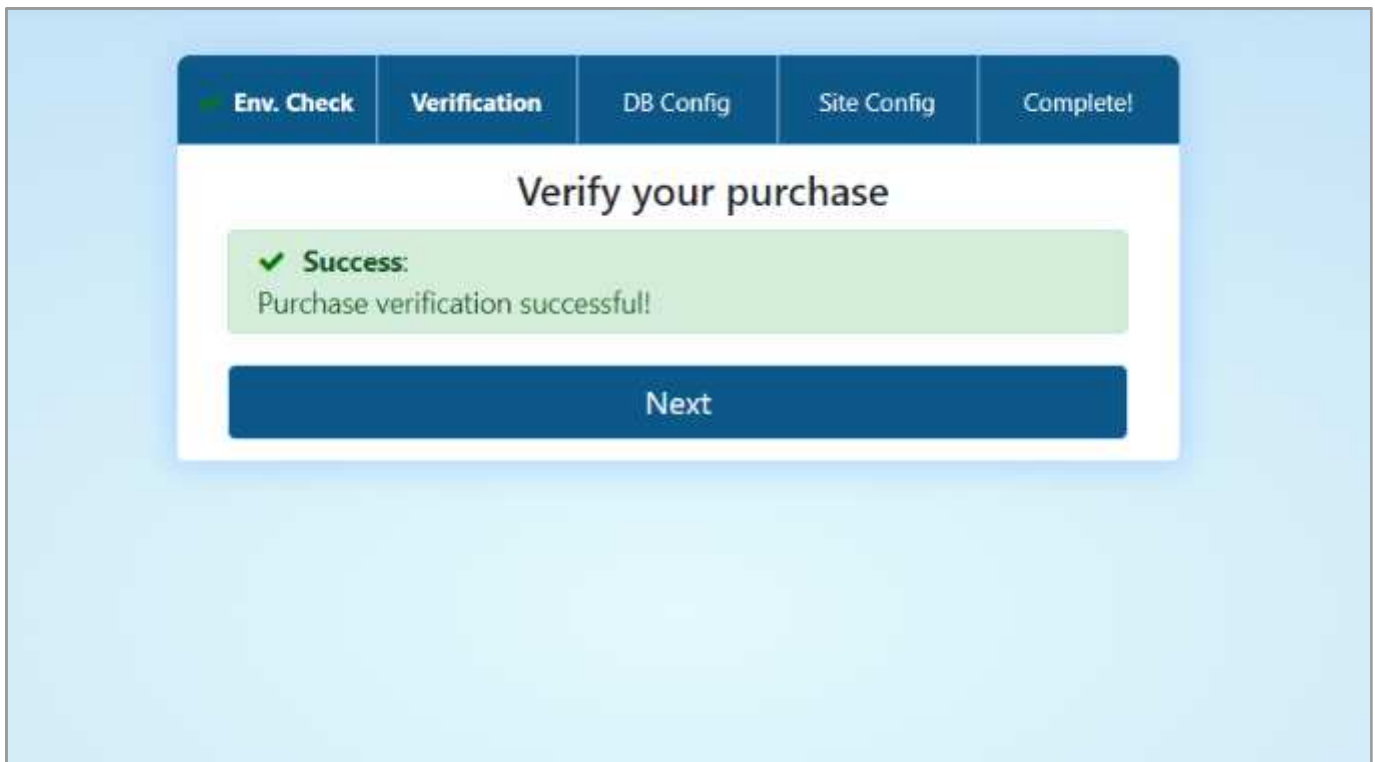 Env. Check
Verification
DB Config
Site Config
Complete!
Verify your purchase
Success:
Purchase verification successful!
Next